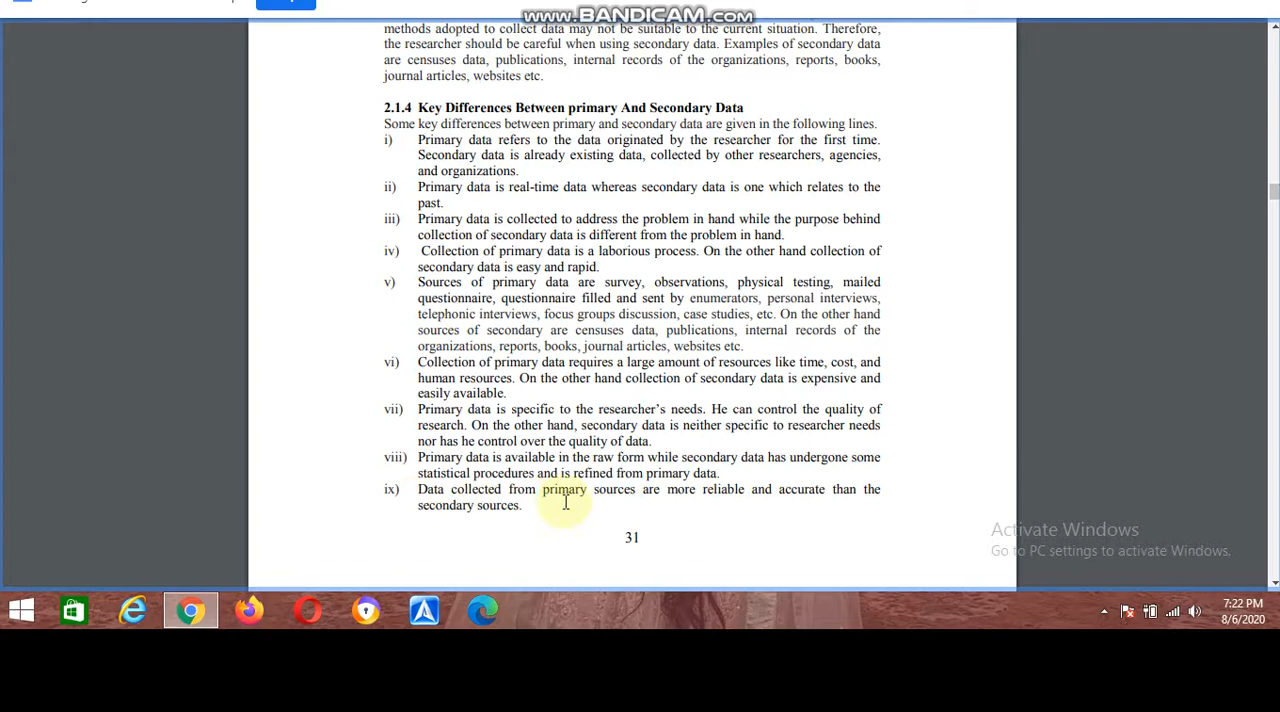 www.BANDICAM.com
methods adopted to collect data may not be suitable to the current situation. Therefore,
the researcher should be careful when using secondary data. Examples of secondary data
are censuses data, publications, internal records of the organizations, reports, books,
journal articles, websites etc.
2.1.4 Key Differences Between primary And Secondary Data
Some key differences between primary and secondary data are given in the following lines.
i) Primary data refers to the data originated by the researcher for the first time.
Secondary data is already existing data, collected by other researchers, agencies,
and organizations.
ii) Primary data is real-time data whereas secondary data is one which relates to the
past.
iii) Primary data is collected to address the problem in hand while the purpose behind
collection of secondary data is different from the problem in hand.
iv) Collection of primary data is a laborious process. On the other hand collection of
secondary data is easy and rapid.
v) Sources of primary data are survey, observations, physical testing, mailed
questionnaire, questionnaire filled and sent by enumerators, personal interviews,
telephonic interviews, focus groups discussion, case studies, etc. On the other hand
sources of secondary are censuses data, publications, internal records of the
organizations, reports, books, journal articles, websites etc.
vi) Collection of primary data requires a large amount of resources like time, cost, and
human resources. On the other hand collection of secondary data is expensive and
easily available.
vii) Primary data is specific to the researcher's needs. He can control the quality of
research. On the other hand, secondary data is neither specific to researcher needs
nor has he control over the quality of data.
viii) Primary data is available in the raw form while secondary data has undergone some
statistical procedures and is refined from primary data.
ix) Data collected from primary sources are more reliable and accurate than the
secondary sources.
31
Activate Windows
Go to PC settings to activate Windows.
7:22 PM
8/6/2020